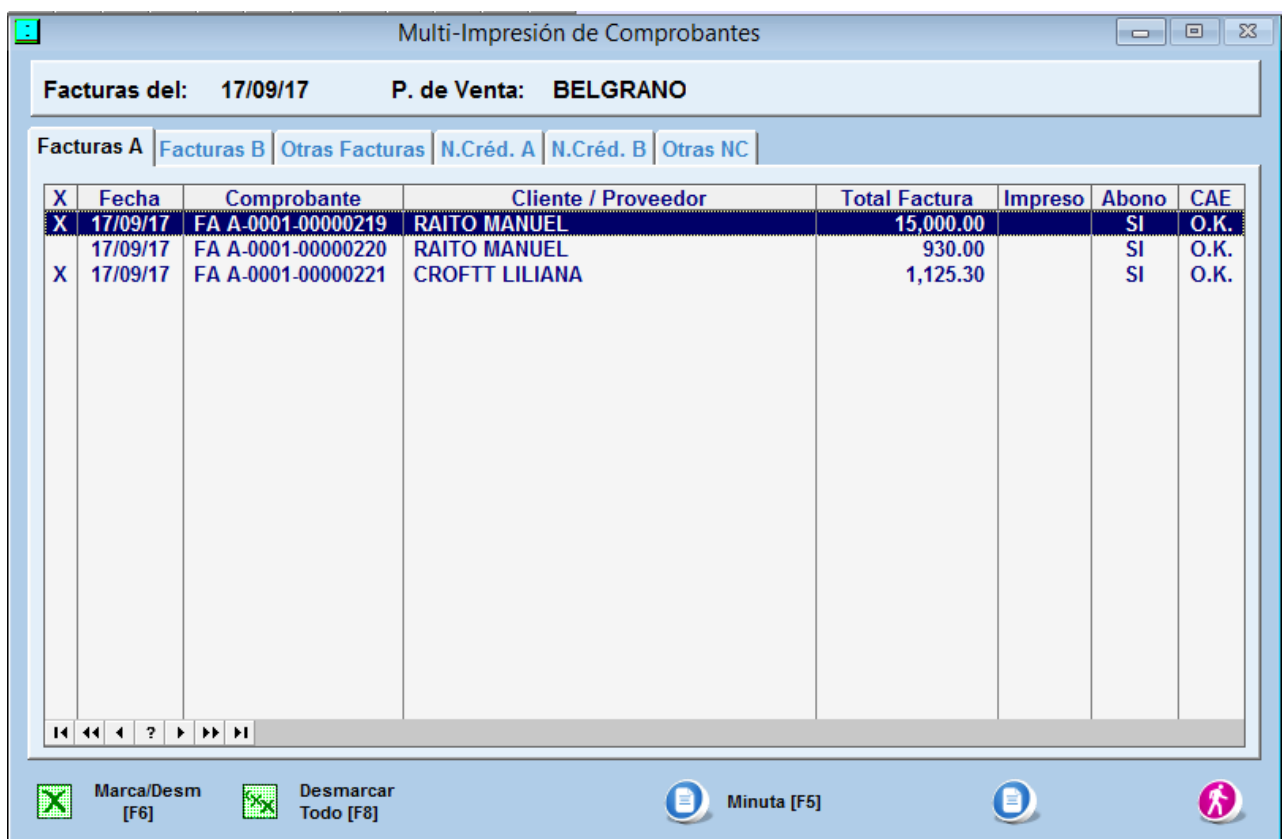 Multi-Impresión de Comprobantes
Facturas del: 17/09/17 P. de Venta: BELGRANO
Facturas A Facturas B Otras Facturas N.Créd. A N.Créd. B Otras NC
X Fecha Comprobante Cliente / Proveedor Total Factura Impreso Abono CAE
X 17/09/17 FA A-0001-00000219 RAITO MANUEL 15,000.00 SI O.K.
17/09/17 FA A-0001-00000220 RAITO MANUEL 930.00 SI O.K.
X 17/09/17 FA A-0001-00000221 CROFTT LILIANA 1,125.30 SI O.K.
?
Marca/Desm Desmarcar
[F6] Todo [F8] Minuta [F5]